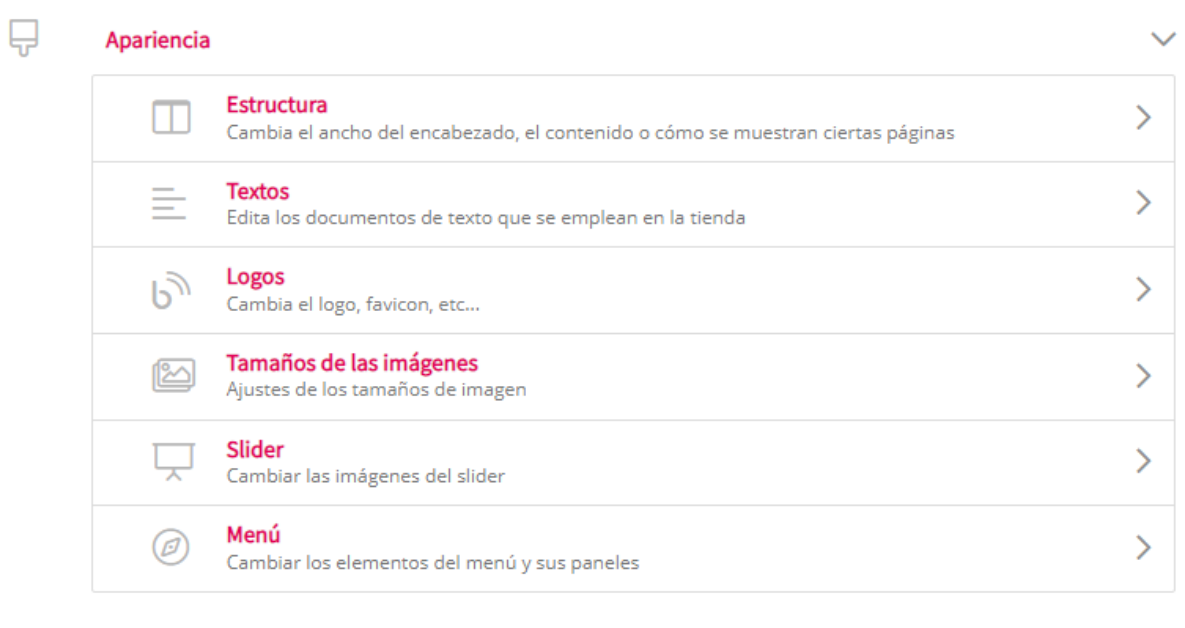 Apariencia
Estructura
Cambia el ancho del encabezado, el contenido o cómo se muestran ciertas páginas
Textos
Edita los documentos de texto que se emplean en la tienda
Logos
Cambia el logo, favicon, etc...
Tamaños de las imágenes
Ajustes de los tamaños de imagen
Slider
Cambiar las imágenes del slider
Menú
Cambiar los elementos del menú y sus paneles